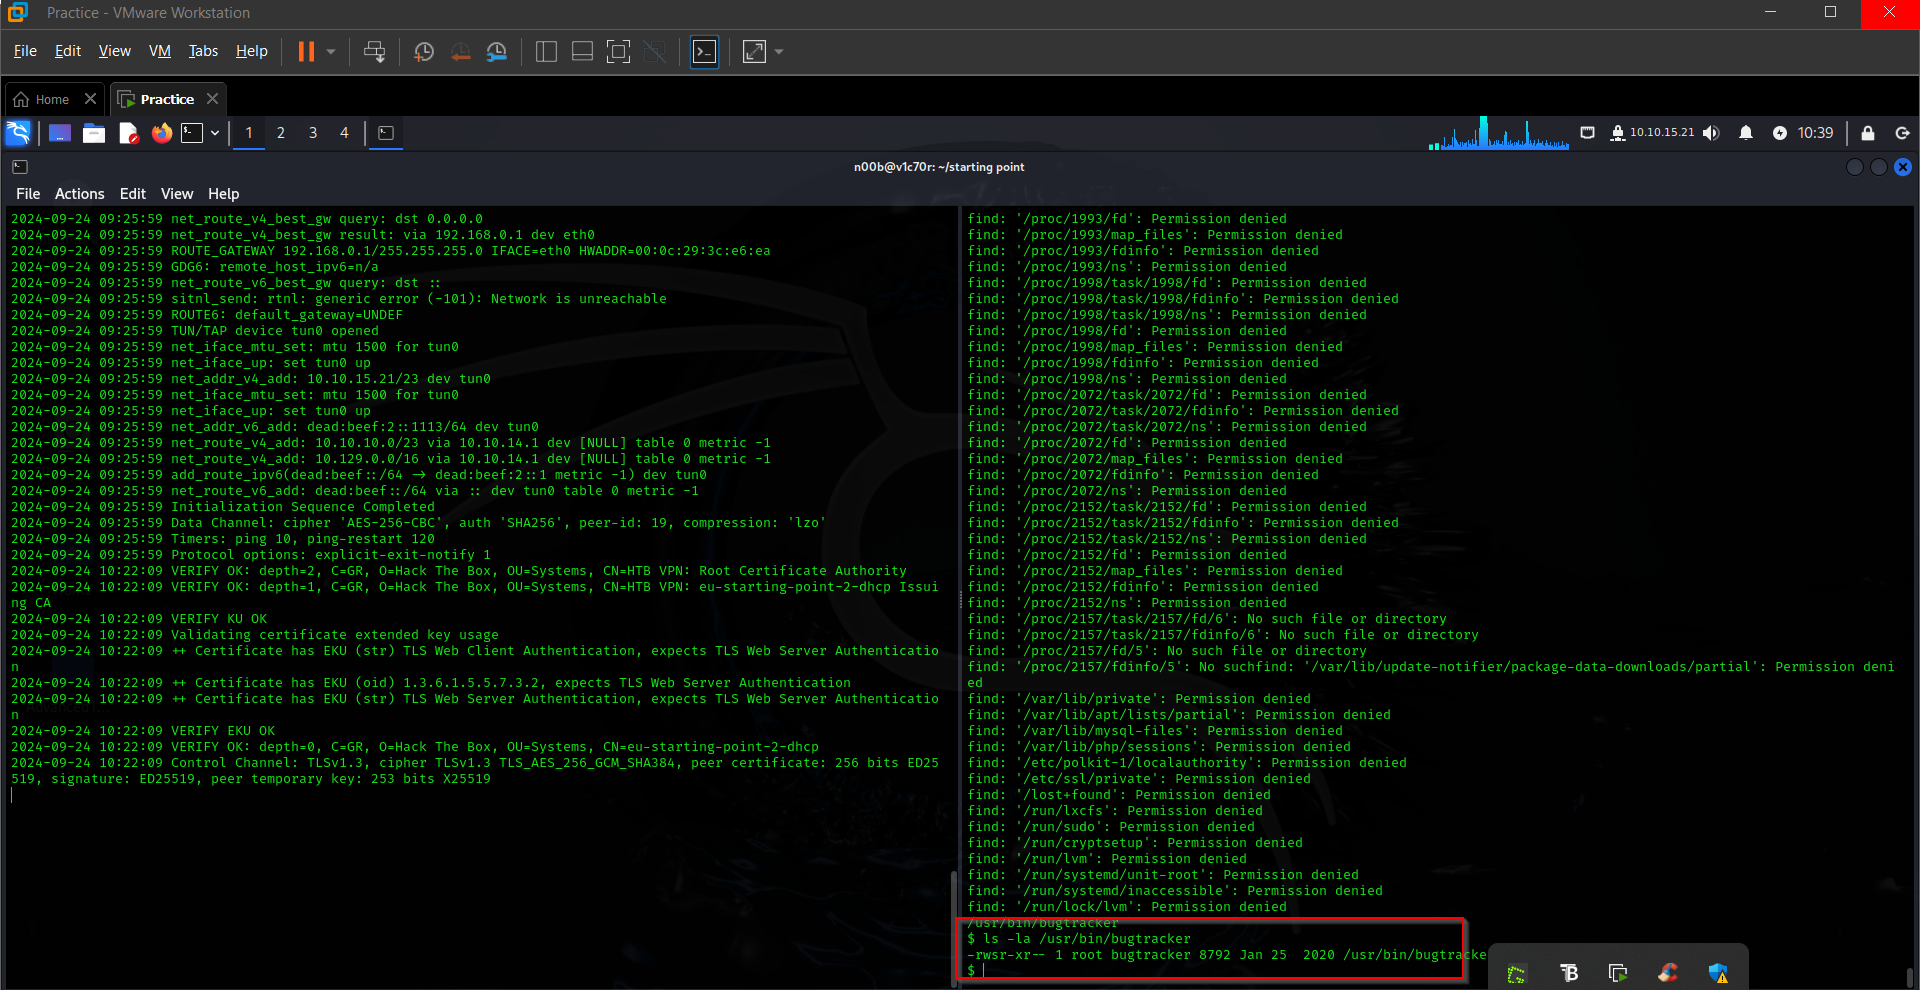 Practice - VMware Workstation
File Edit View VM Tabs Help
Home
Practice
1 2 3 4
10.10.15.21
10:39
n00b@v1c70r: ~/starting point
File Actions Edit View Help
2024-09-24 09:25:59 net_route_v4_best_gw query: dst 0.0.0.0
2024-09-24 09:25:59 net_route_v4_best_gw result: via 192.168.0.1 dev eth0
2024-09-24 09:25:59 ROUTE_GATEWAY 192.168.0.1/255.255.255.0 IFACE=eth0 HWADDR=00:0c:29:3c:e6:ea
2024-09-24 09:25:59 GDG6: remote_host_ipv6=n/a
2024-09-24 09:25:59 net_route_v6_best_gw query: dst ::
2024-09-24 09:25:59 sitnl_send: rtnl: generic error (-101): Network is unreachable
2024-09-24 09:25:59 ROUTE6: default_gateway=UNDEF
2024-09-24 09:25:59 TUN/TAP device tun0 opened
2024-09-24 09:25:59 net_iface_mtu_set: mtu 1500 for tun0
2024-09-24 09:25:59 net_iface_up: set tun0 up
2024-09-24 09:25:59 net_addr_v4_add: 10.10.15.21/23 dev tun0
2024-09-24 09:25:59 net_iface_mtu_set: mtu 1500 for tun0
2024-09-24 09:25:59 net_iface_up: set tun0 up
2024-09-24 09:25:59 net_addr_v6_add: dead:beef:2::1113/64 dev tun0
2024-09-24 09:25:59 net_route_v4_add: 10.10.10.0/23 via 10.10.14.1 dev [NULL] table 0 metric -1
2024-09-24 09:25:59 net_route_v4_add: 10.129.0.0/16 via 10.10.14.1 dev [NULL] table 0 metric -1
2024-09-24 09:25:59 add_route_ipv6(dead:beef::/64 -> dead:beef:2::1 metric -1) dev tun0
2024-09-24 09:25:59 net_route_v6_add: dead:beef::/64 via :: dev tun0 table 0 metric -1
2024-09-24 09:25:59 Initialization Sequence Completed
2024-09-24 09:25:59 Data Channel: cipher 'AES-256-CBC', auth 'SHA256', peer-id: 19, compression: 'lzo'
2024-09-24 09:25:59 Timers: ping 10, ping-restart 120
2024-09-24 09:25:59 Protocol options: explicit-exit-notify 1
2024-09-24 10:22:09 VERIFY OK: depth=2, C=GR, O=Hack The Box, OU=Systems, CN=HTB VPN: Root Certificate Authority
2024-09-24 10:22:09 VERIFY OK: depth=1, C=GR, O=Hack The Box, OU=Systems, CN=HTB VPN: eu-starting-point-2-dhcp Issui
ng CA
2024-09-24 10:22:09 VERIFY KU OK
2024-09-24 10:22:09 Validating certificate extended key usage
2024-09-24 10:22:09 ++ Certificate has EKU (str) TLS Web Client Authentication, expects TLS Web Server Authenticatio
n
2024-09-24 10:22:09 ++ Certificate has EKU (oid) 1.3.6.1.5.5.7.3.2, expects TLS Web Server Authentication
2024-09-24 10:22:09 ++ Certificate has EKU (str) TLS Web Server Authentication, expects TLS Web Server Authenticatio
n
2024-09-24 10:22:09 VERIFY EKU OK
2024-09-24 10:22:09 VERIFY OK: depth=0, C=GR, O=Hack The Box, OU=Systems, CN=eu-starting-point-2-dhcp
2024-09-24 10:22:09 Control Channel: TLSv1.3, cipher TLSv1.3 TLS_AES_256_GCM_SHA384, peer certificate: 256 bits ED25
519, signature: ED25519, peer temporary key: 253 bits X25519
find: '/proc/1993/fd': Permission denied
find: '/proc/1993/map_files': Permission denied
find: '/proc/1993/fdinfo': Permission denied
find: '/proc/1993/ns': Permission denied
find: '/proc/1998/task/1998/fd': Permission denied
find: '/proc/1998/task/1998/fdinfo': Permission denied
find: '/proc/1998/task/1998/ns': Permission denied
find: '/proc/1998/fd': Permission denied
find: '/proc/1998/map_files': Permission denied
find: '/proc/1998/fdinfo': Permission denied
find: '/proc/1998/ns': Permission denied
find: '/proc/2072/task/2072/fd': Permission denied
find: '/proc/2072/task/2072/fdinfo': Permission denied
find: '/proc/2072/task/2072/ns': Permission denied
find: '/proc/2072/fd': Permission denied
find: '/proc/2072/map_files': Permission denied
find: '/proc/2072/fdinfo': Permission denied
find: '/proc/2072/ns': Permission denied
find: '/proc/2152/task/2152/fd': Permission denied
find: '/proc/2152/task/2152/fdinfo': Permission denied
find: '/proc/2152/task/2152/ns': Permission denied
find: '/proc/2152/fd': Permission denied
find: '/proc/2152/map_files': Permission denied
find: '/proc/2152/fdinfo': Permission denied
find: '/proc/2152/ns': Permission denied
find: '/proc/2157/task/2157/fd/6': No such file or directory
find: '/proc/2157/task/2157/fdinfo/6': No such file or directory
find: '/proc/2157/fd/5': No such file or directory
find: '/proc/2157/fdinfo/5': No suchfind: '/var/lib/update-notifier/package-data-downloads/partial': Permission deni
ed
find: '/var/lib/private': Permission denied
find: '/var/lib/apt/lists/partial': Permission denied
find: '/var/lib/mysql-files': Permission denied
find: '/var/lib/php/sessions': Permission denied
find: '/etc/polkit-1/localauthority': Permission denied
find: '/etc/ssl/private': Permission denied
find: '/lost+found': Permission denied
find: '/run/lxcfs': Permission denied
find: '/run/sudo': Permission denied
find: '/run/cryptsetup': Permission denied
find: '/run/lvm': Permission denied
find: '/run/systemd/unit-root': Permission denied
find: '/run/systemd/inaccessible': Permission denied
find: '/run/lock/lvm': Permission denied
/usr/bin/bugtracker
$ ls -la /usr/bin/bugtracker
-rwsr-xr-- 1 root bugtracker 8792 Jan 25  2020 /usr/bin/bugtracke
$